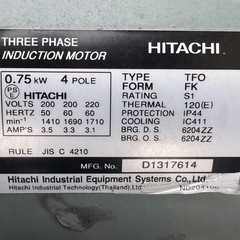 THREE PHASE
INDUCTION MOTOR
HITACHI
0.75 kW 4 POLE
PS
E
HITACHI
VOLTS 200 200 220
HERTZ 50 60 60
min⁻¹ 1410 1690 1710
AMP'S 3.5 3.3 3.1
RULE JIS C 4210
TYPE TFO
FORM FK
RATING S1
THERMAL 120(E)
PROTECTION IP44
COOLING IC411
BRG. D.S. 6204ZZ
BRG. O.S. 6204ZZ
MFG. No. D1317614
Hitachi Industrial Equipment Systems Co., Ltd.
Hitachi Industrial Technology(Thailand),Ltd.